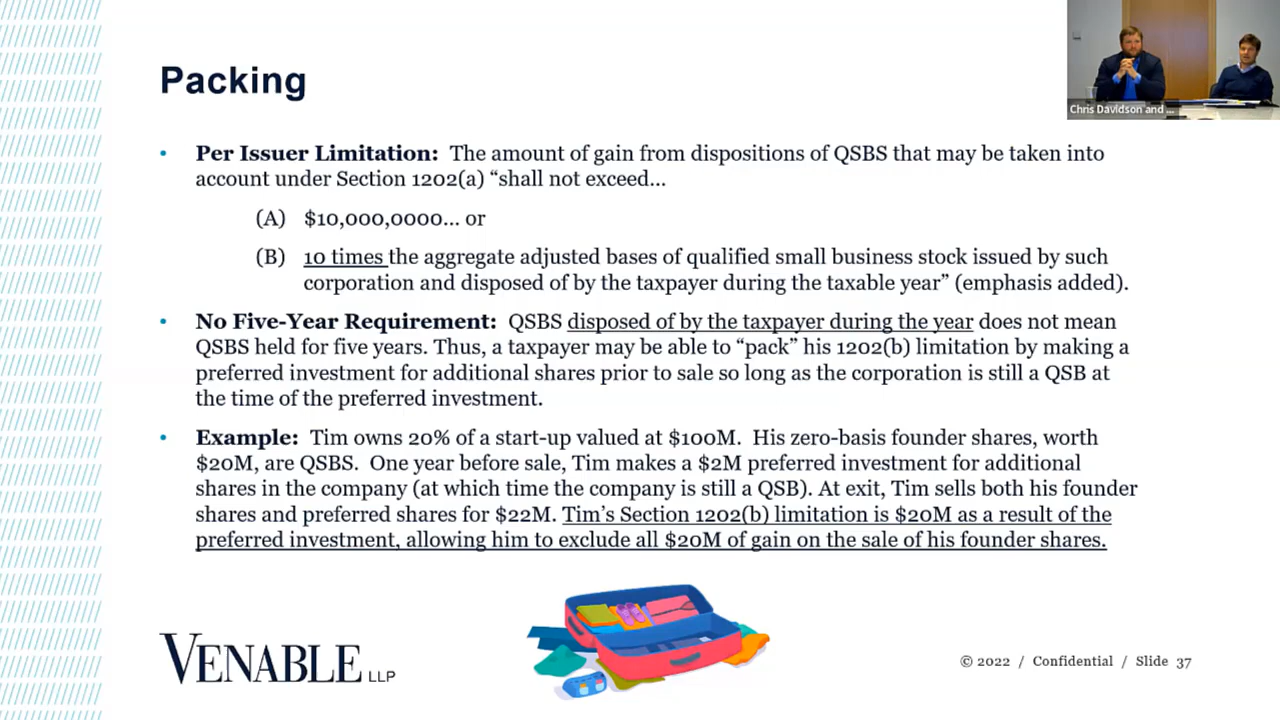 Packing
Chris Davidson and ...
• Per Issuer Limitation: The amount of gain from dispositions of QSBS that may be taken into
account under Section 1202(a) “shall not exceed...
(A) $10,000,0000... or
(B) 10 times the aggregate adjusted bases of qualified small business stock issued by such
corporation and disposed of by the taxpayer during the taxable year” (emphasis added).
• No Five-Year Requirement: QSBS disposed of by the taxpayer during the year does not mean
QSBS held for five years. Thus, a taxpayer may be able to “pack” his 1202(b) limitation by making a
preferred investment for additional shares prior to sale so long as the corporation is still a QSB at
the time of the preferred investment.
• Example: Tim owns 20% of a start-up valued at $100M. His zero-basis founder shares, worth
$20M, are QSBS. One year before sale, Tim makes a $2M preferred investment for additional
shares in the company (at which time the company is still a QSB). At exit, Tim sells both his founder
shares and preferred shares for $22M. Tim’s Section 1202(b) limitation is $20M as a result of the
preferred investment, allowing him to exclude all $20M of gain on the sale of his founder shares.
VENABLE LLP
© 2022 / Confidential / Slide 37